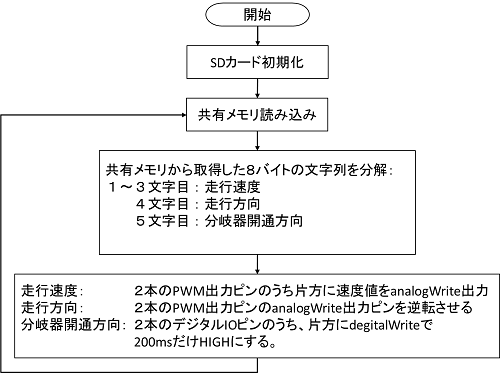 開始
SDカード初期化
共有メモリ読み込み
共有メモリから取得した8バイトの文字列を分解：
１～３文字目： 走行速度
４文字目： 走行方向
５文字目： 分岐器開通方向
走行速度： ２本のPWM出力ピンのうち片方に速度値をanalogWrite出力
走行方向： ２本のPWM出力ピンのanalogWrite出力ピンを逆転させる
分岐器開通方向： ２本のデジタルIOピンのうち、片方にdegitalWriteで
200msだけHIGHにする。